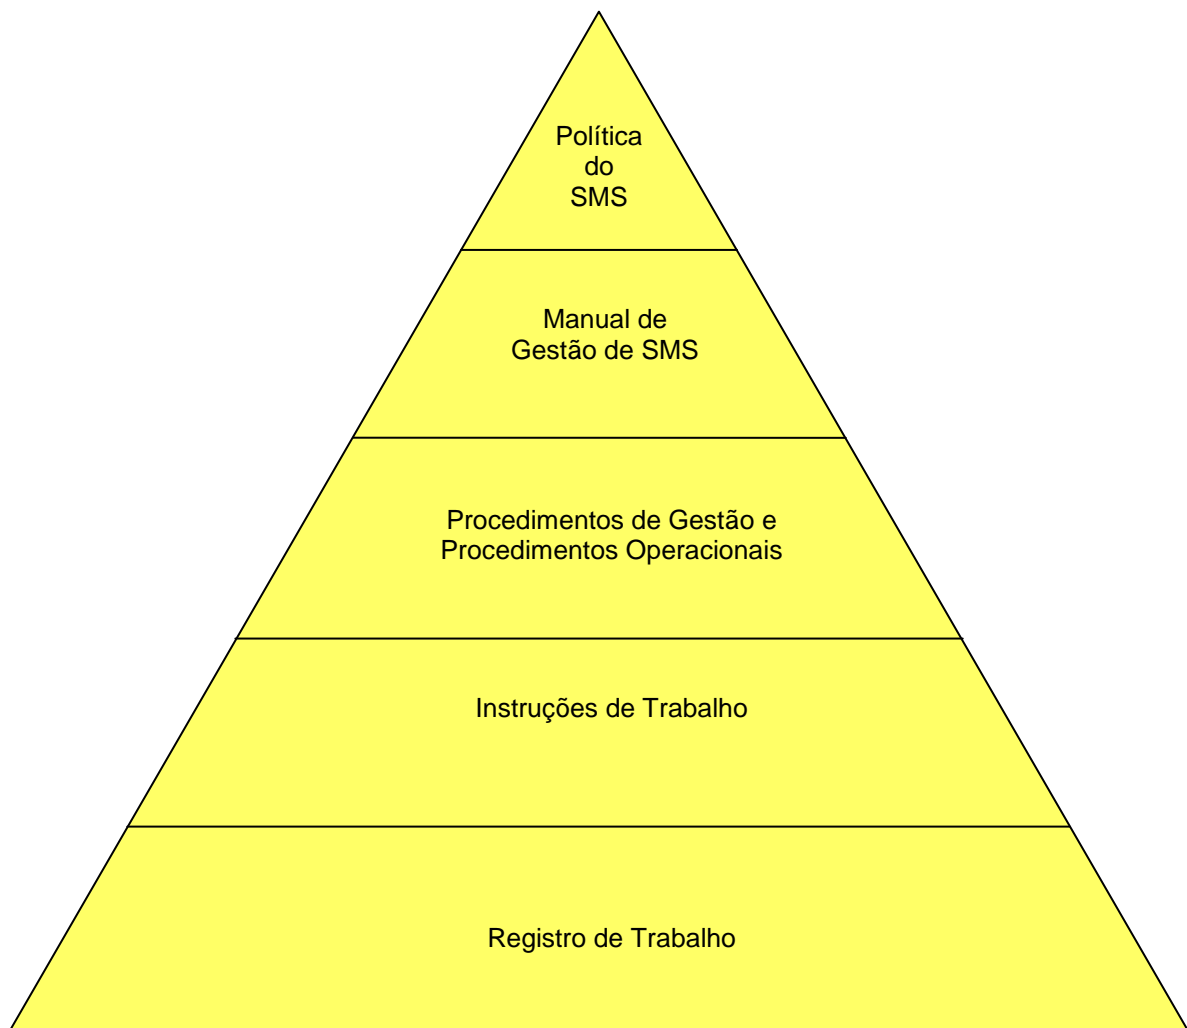 Política
do
SMS
Manual de
Gestão de SMS
Procedimentos de Gestão e
Procedimentos Operacionais
Instruções de Trabalho
Registro de Trabalho